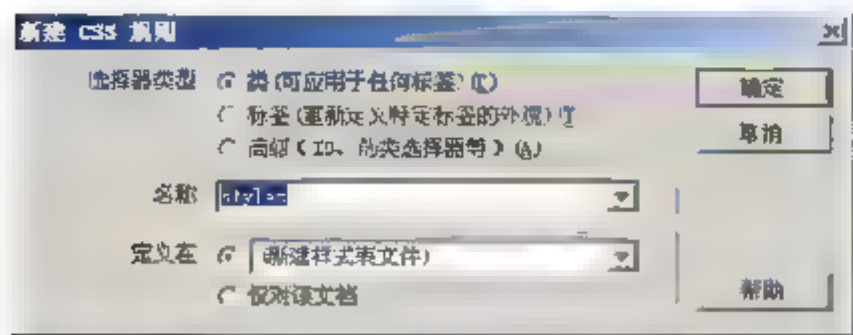 新建 CSS 规则
选择器类型 类(可应用于任何标签)(C)
标签(重新定义特定标签的外观)(T)
高级(ID、伪类选择器等)(A)
确定
取消
名称
定义在 (新建样式表文件)
仅对该文档
帮助